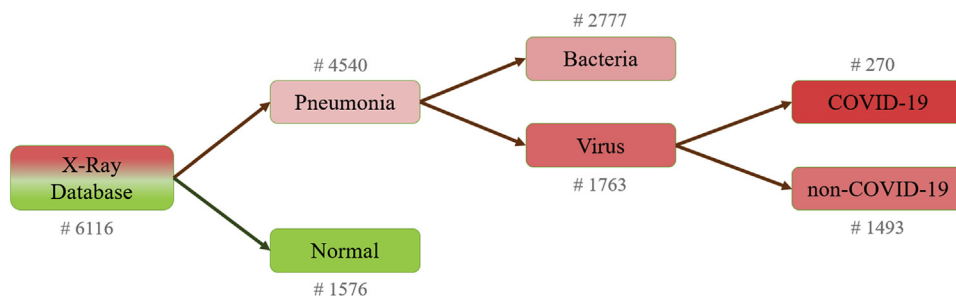 # 2777
Bacteria
# 4540
Pneumonia
# 270
COVID-19
X-Ray
Database
# 6116
Virus
# 1763
non-COVID-19
# 1493
Normal
# 1576